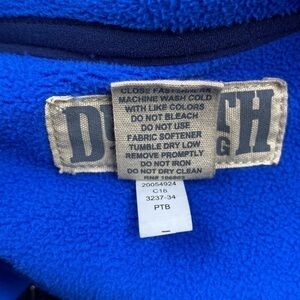 D TH
G
CLOSE FASTENERS
MACHINE WASH COLD
WITH LIKE COLORS
DO NOT BLEACH
DO NOT USE
FABRIC SOFTENER
TUMBLE DRY LOW
REMOVE PROMPTLY
DO NOT IRON
DO NOT DRY CLEAN
20054924
C18
3237-34
PTB